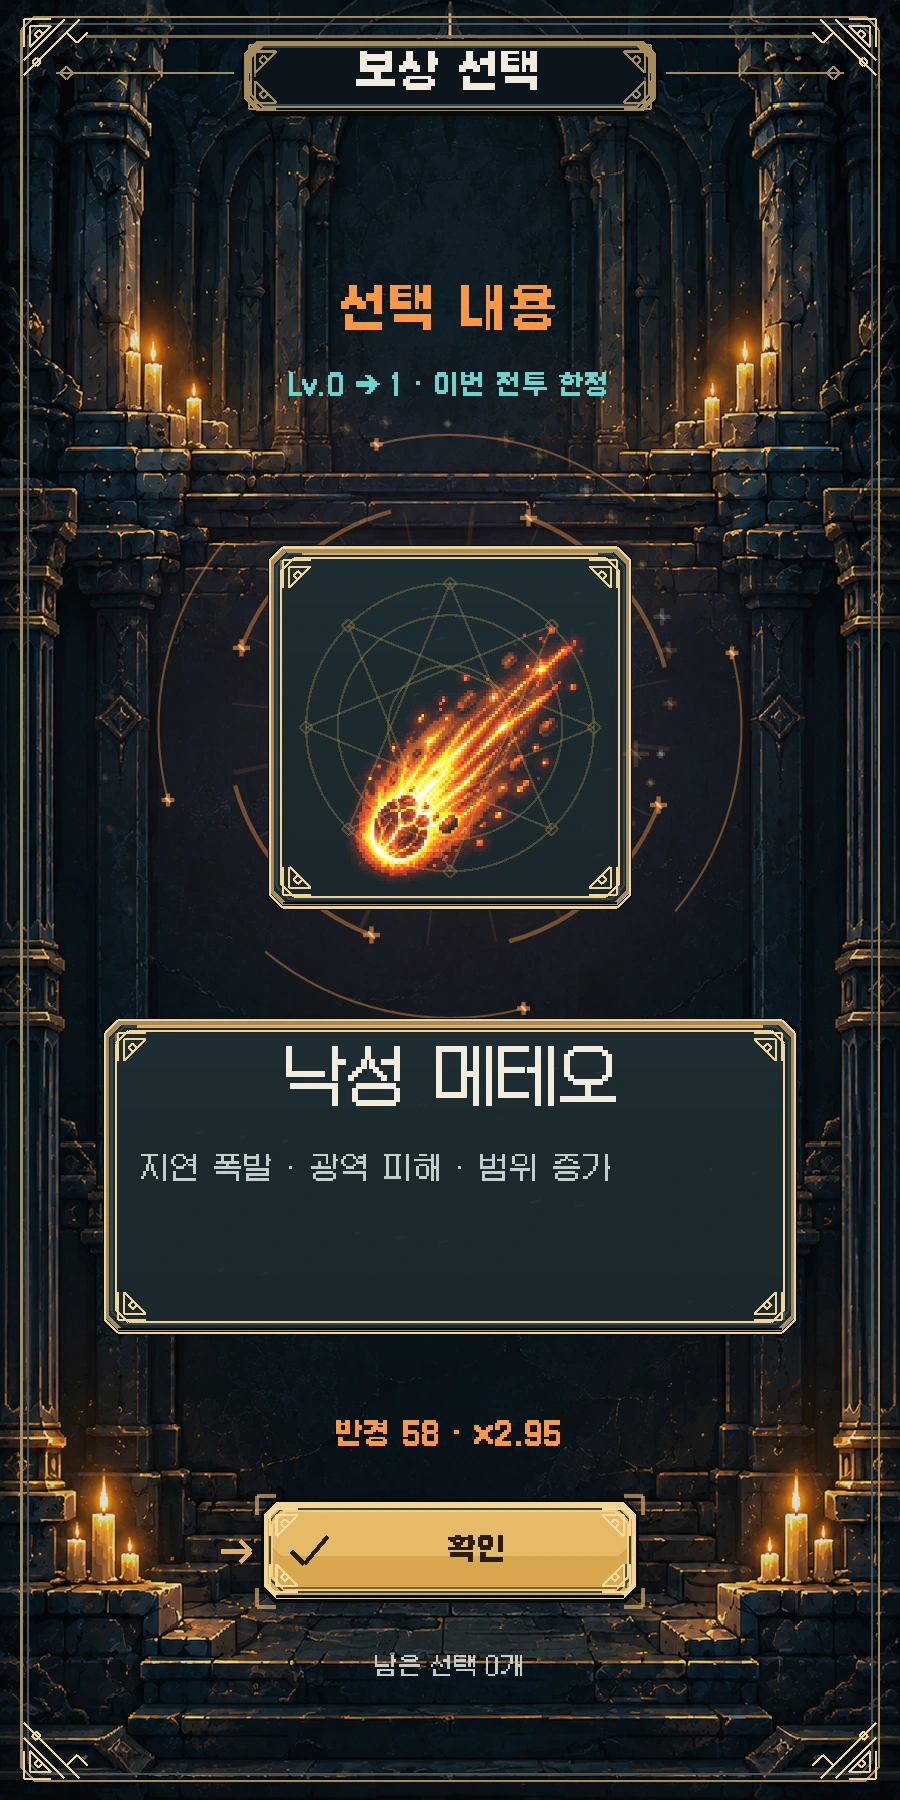 보상 선택
선택 내용
Lv.0 → 1 · 이번 전투 한정
낙성 메테오
지연 폭발 · 광역 피해 · 범위 증가
반경 58 · x2.95
→ ✓ 확인
남은 선택 0개